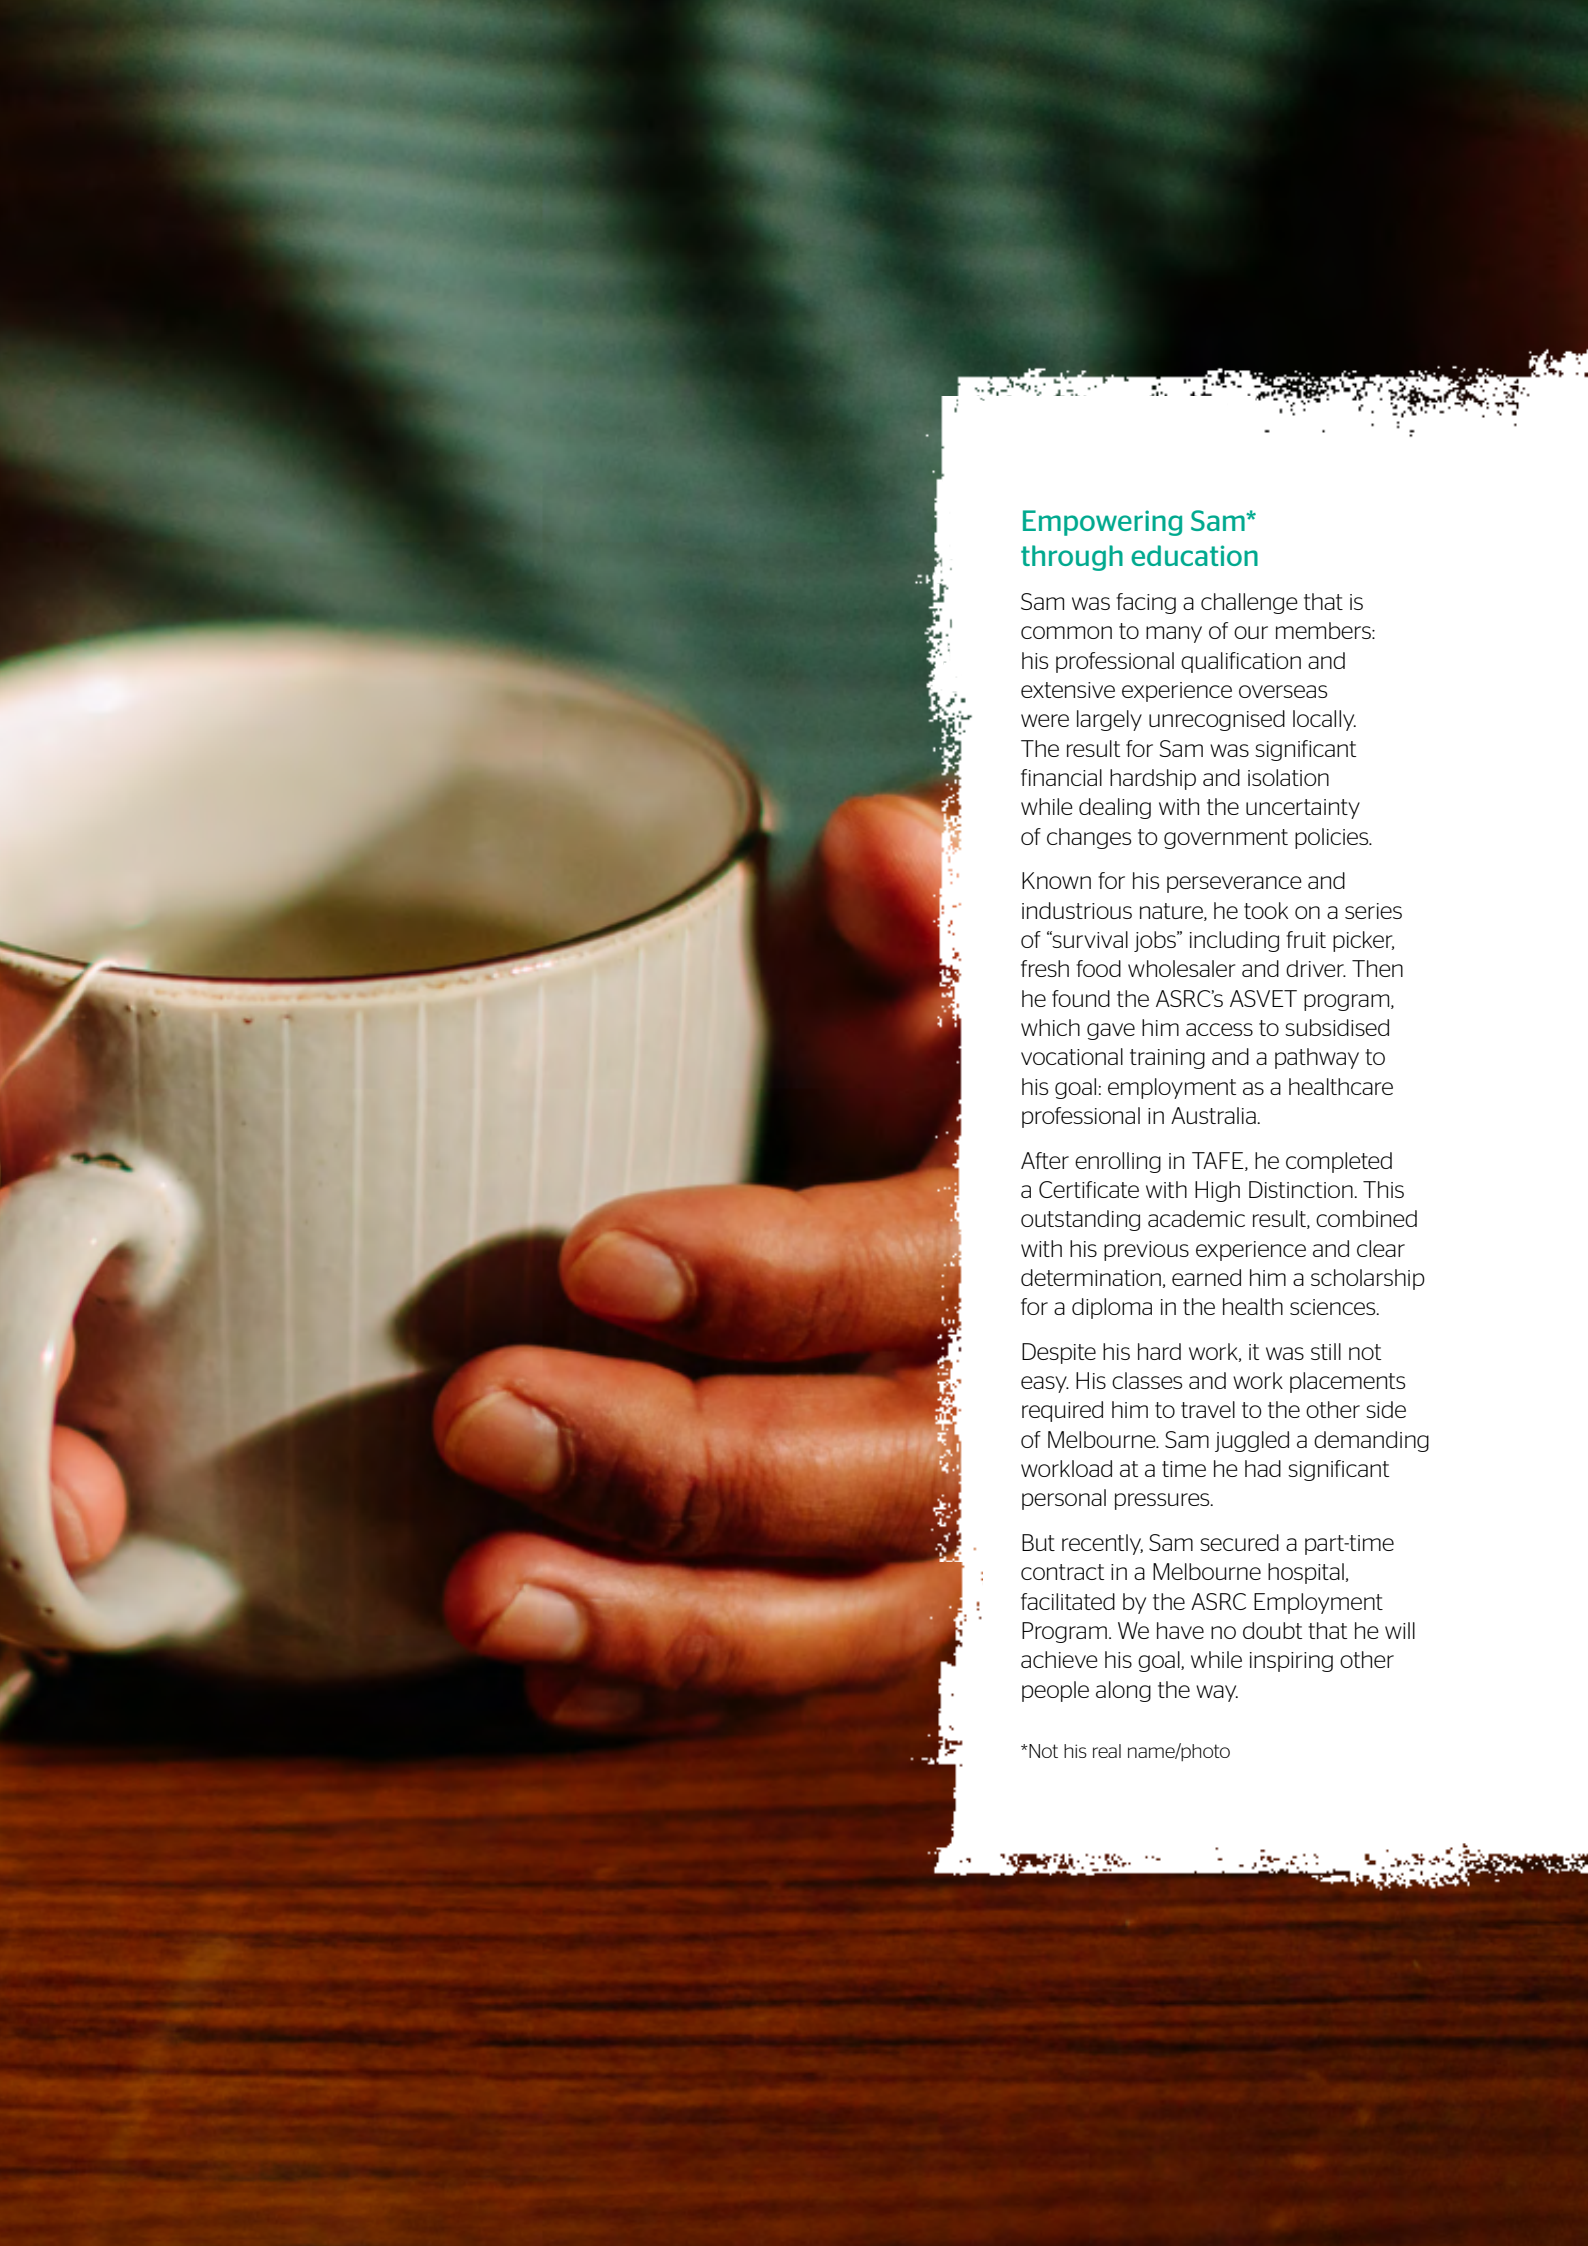 Empowering Sam*
through education
Sam was facing a challenge that is
common to many of our members:
his professional qualification and
extensive experience overseas
were largely unrecognised locally.
The result for Sam was significant
financial hardship and isolation
while dealing with the uncertainty
of changes to government policies.
Known for his perseverance and
industrious nature, he took on a series
of “survival jobs” including fruit picker,
fresh food wholesaler and driver. Then
he found the ASRC’s ASVET program,
which gave him access to subsidised
vocational training and a pathway to
his goal: employment as a healthcare
professional in Australia.
After enrolling in TAFE, he completed
a Certificate with High Distinction. This
outstanding academic result, combined
with his previous experience and clear
determination, earned him a scholarship
for a diploma in the health sciences.
Despite his hard work, it was still not
easy. His classes and work placements
required him to travel to the other side
of Melbourne. Sam juggled a demanding
workload at a time he had significant
personal pressures.
But recently, Sam secured a part-time
contract in a Melbourne hospital,
facilitated by the ASRC Employment
Program. We have no doubt that he will
achieve his goal, while inspiring other
people along the way.
*Not his real name/photo